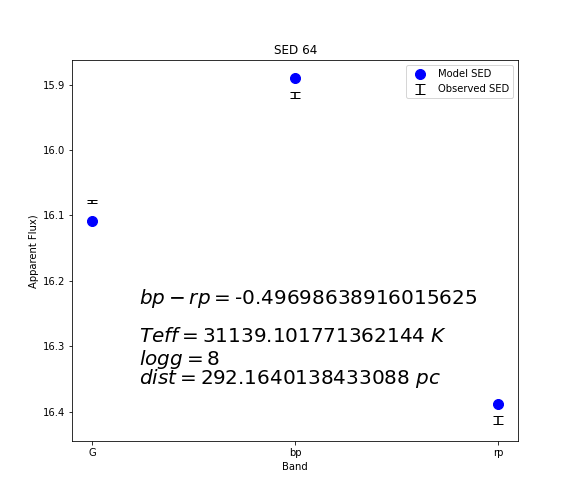 SED 64
Model SED
Observed SED
15.9
16.0
16.1
16.2
16.3
16.4
Apparent Flux)
bp − rp = -0.49698638916015625
Teff = 31139.101771362144 K
logg = 8
dist = 292.1640138433088 pc
G
bp
rp
Band